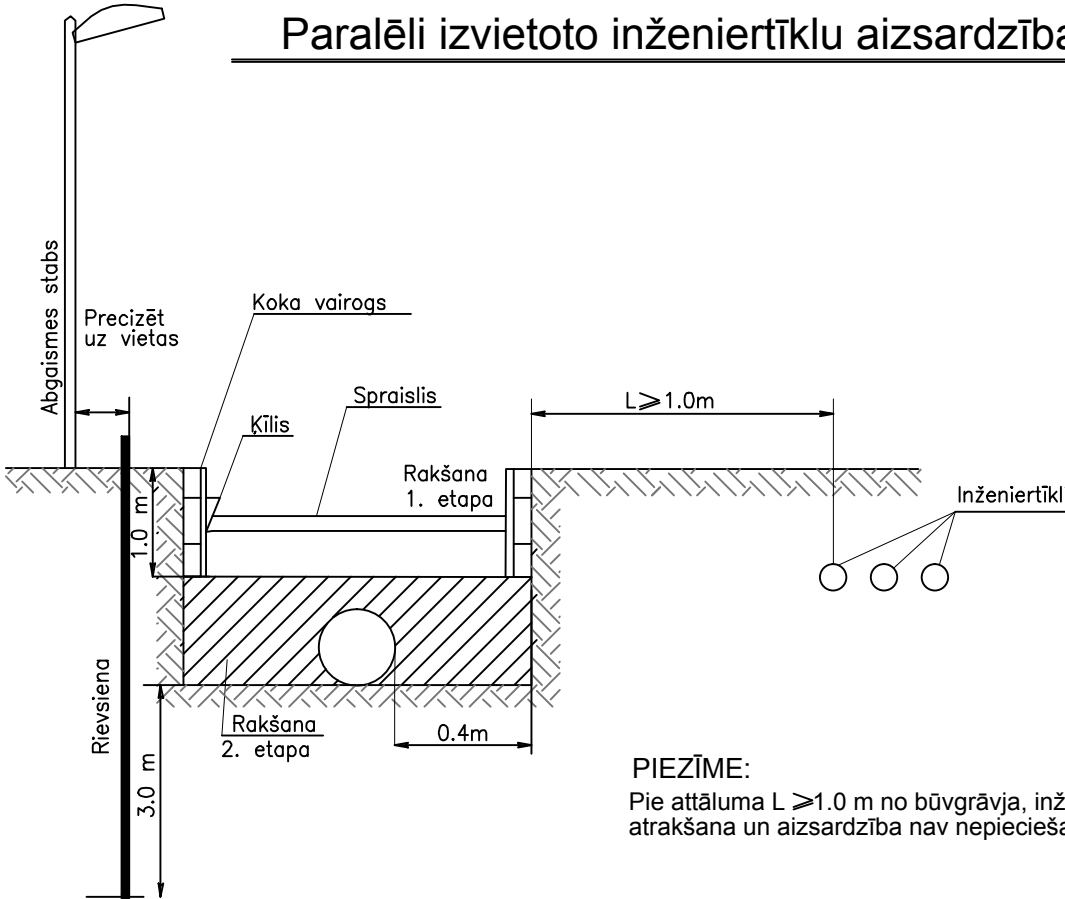 Paralēli izvietoto inženiertīklu aizsardzība
Abgaismes stabs
Precizēt
uz vietas
Koka vairogs
Spraislis
Ķīlis
Rakšana
1. etapa
L⩾1.0m
Inženiertīkli
1.0 m
Rievsiena
3.0 m
Rakšana
2. etapa
0.4m
PIEZĪME:
Pie attāluma L ⩾1.0 m no būvgrāvja, inž
atrakšana un aizsardzība nav nepnepiecieša